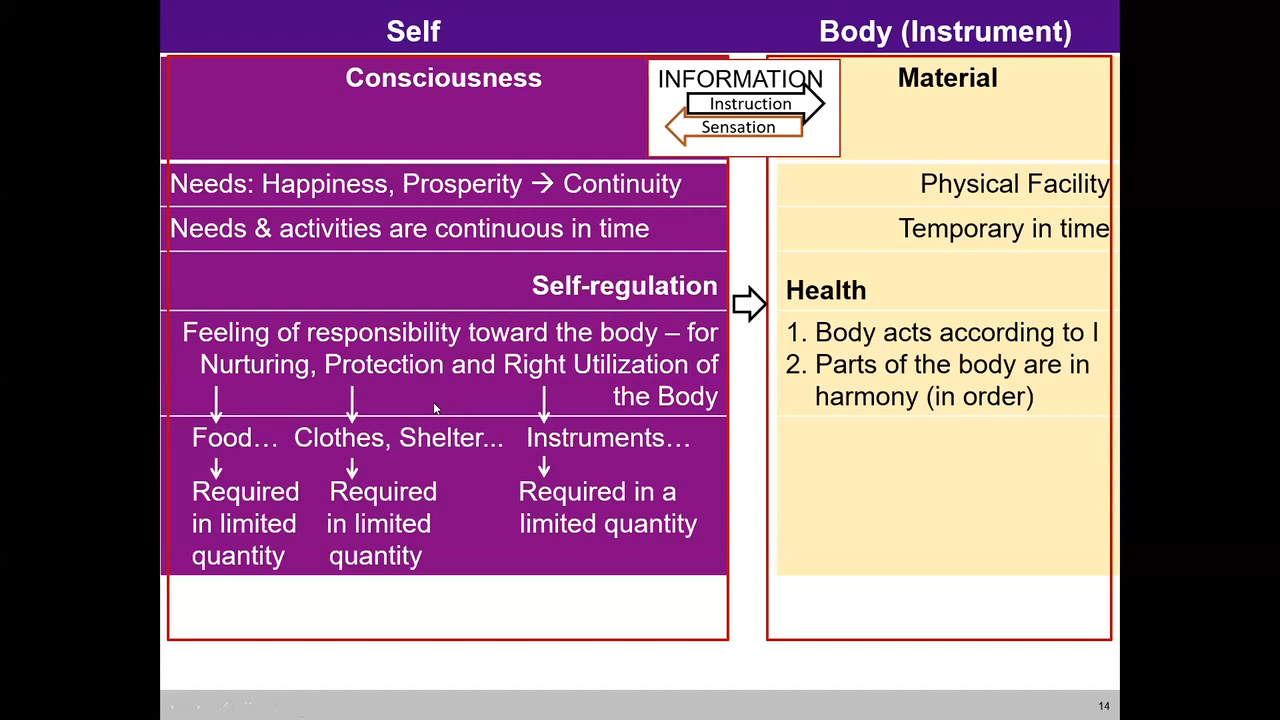 Self
Body (Instrument)
Consciousness
INFORMATION
Instruction
Sensation
Material
Needs: Happiness, Prosperity → Continuity
Physical Facility
Needs & activities are continuous in time
Temporary in time
Self-regulation
Health
Feeling of responsibility toward the body – for
Nurturing, Protection and Right Utilization of
the Body
1. Body acts according to I
2. Parts of the body are in
harmony (in order)
Food… Clothes, Shelter... Instruments…
Required Required Required in a
in limited in limited limited quantity
quantity quantity
14